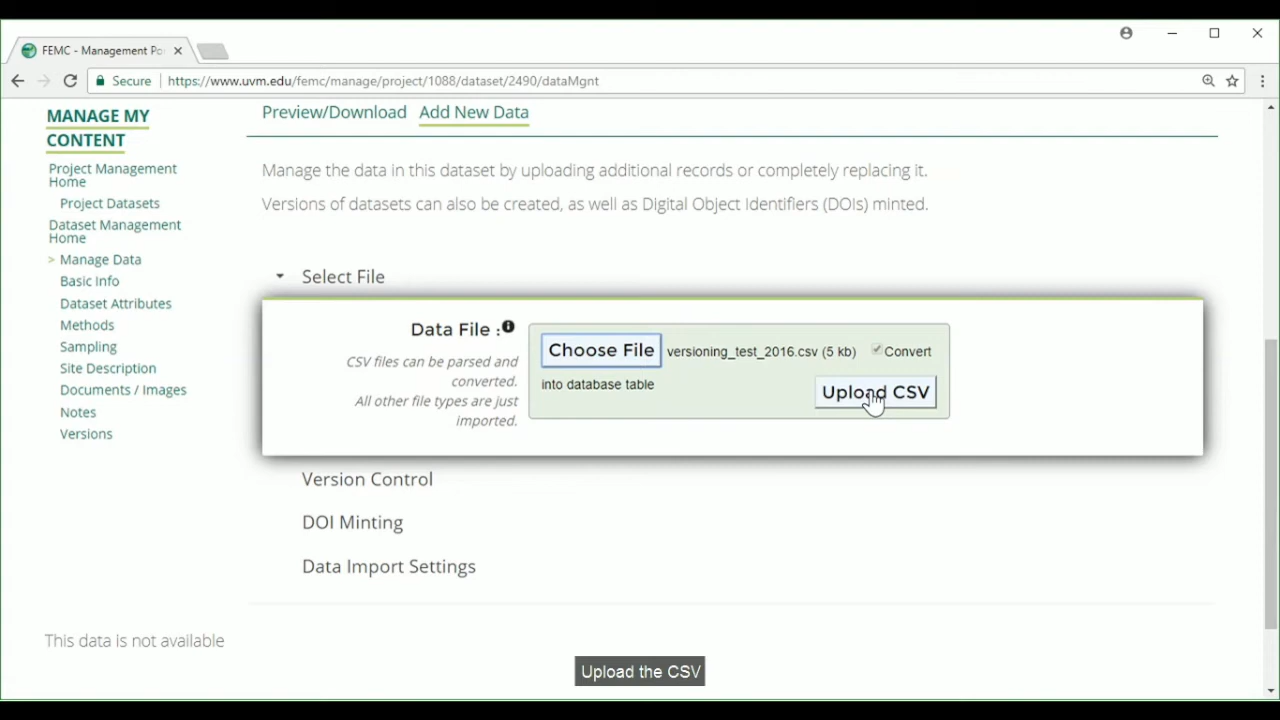 FEMC - Management Po
Secure
https://www.uvm.edu/femc/manage/project/1088/dataset/2490/dataMgnt
MANAGE MY
CONTENT
Project Management
Home
Project Datasets
Dataset Management
Home
> Manage Data
Basic Info
Dataset Attributes
Methods
Sampling
Site Description
Documents / Images
Notes
Versions
Preview/Download Add New Data
Manage the data in this dataset by uploading additional records or completely replacing it.
Versions of datasets can also be created, as well as Digital Object Identifiers (DOIs) minted.
Select File
Data File :
CSV files can be parsed and
converted.
All other file types are just
imported.
Choose File versioning_test_2016.csv (5 kb) Convert
into database table
Upload CSV
Version Control
DOI Minting
Data Import Settings
This data is not available
Upload the CSV